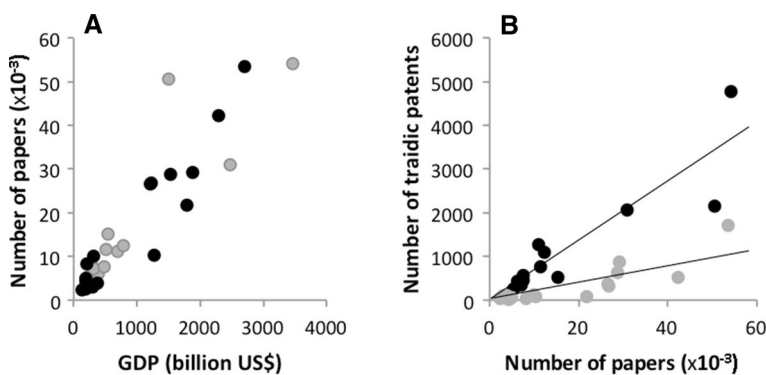 A
Number of papers (x10-3)
60
50
40
30
20
10
0
0 1000 2000 3000 4000
GDP (billion US$)
B
Number of traidic patents
6000
5000
4000
3000
2000
1000
0
0 20 40 60
Number of papers (x10-3)